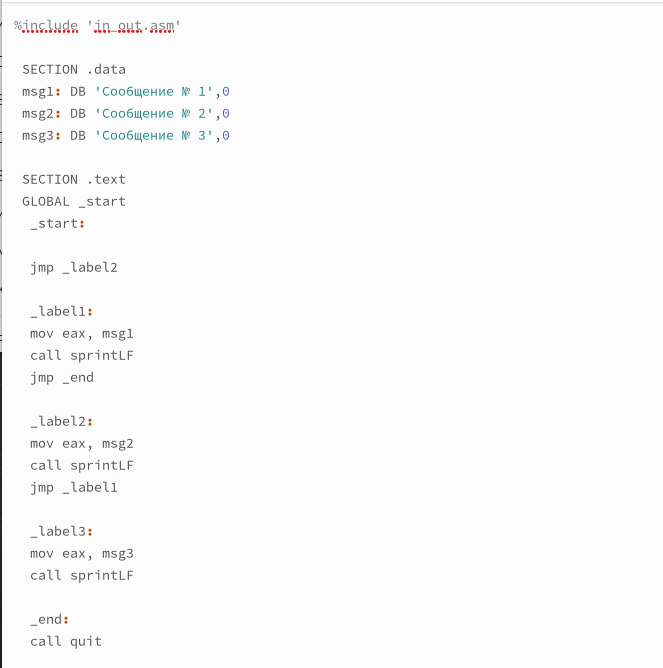 %include 'in_out.asm'
SECTION .data
msg1: DB 'Сообщение № 1',0
msg2: DB 'Сообщение № 2',0
msg3: DB 'Сообщение № 3',0
SECTION .text
GLOBAL _start
_start:
jmp _label2
_label1:
mov eax, msg1
call sprintLF
jmp _end
_label2:
mov eax, msg2
call sprintLF
jmp _label1
_label3:
mov eax, msg3
call sprintLF
_end:
call quit